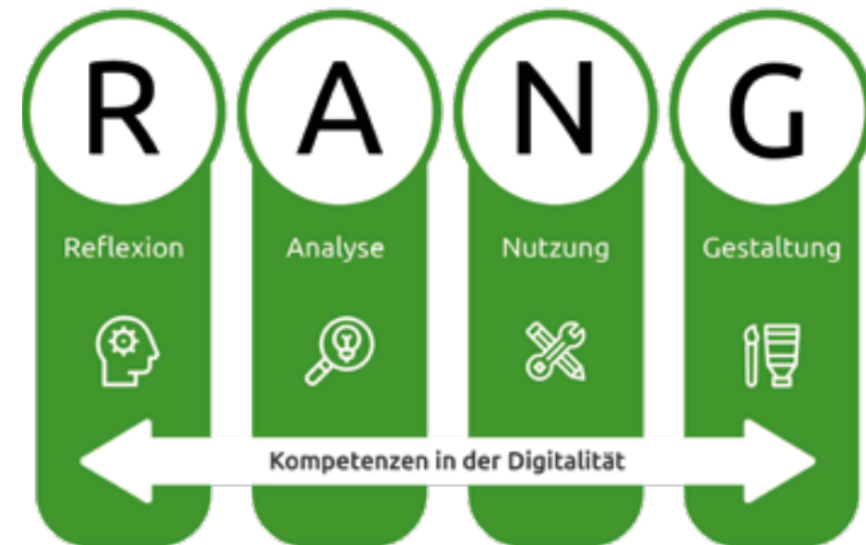 R A N G
Reflexion Analyse Nutzung Gestaltung
Kompetenzen in der Digitalität